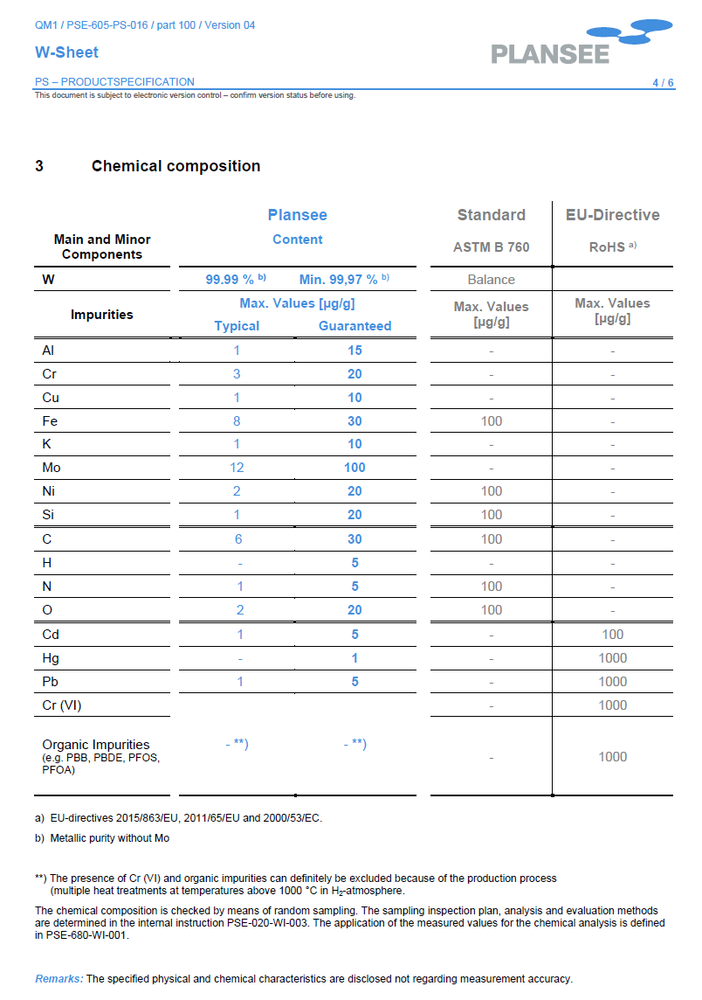 QM1 / PSE-605-PS-016 / part 100 / Version 04
W-Sheet
PLANSEE
PS – PRODUCTSPECIFICATION
4 / 6
This document is subject to electronic version control – confirm version status before using.
3 Chemical composition
Plansee Standard EU-Directive
Main and Minor Components Content ASTM B 760 RoHS a)
W 99.99 % b) Min. 99,97 % b) Balance
Impurities Max. Values [µg/g] Max. Values [µg/g] Max. Values [µg/g]
Typical Guaranteed
Al 1 15 - -
Cr 3 20 - -
Cu 1 10 - -
Fe 8 30 100 -
K 1 10 - -
Mo 12 100 - -
Ni 2 20 100 -
Si 1 20 100 -
C 6 30 100 -
H - 5 - -
N 1 5 100 -
O 2 20 100 -
Cd 1 5 - 100
Hg - 1 - 1000
Pb 1 5 - 1000
Cr (VI) - 1000
Organic Impurities - **) - **)
(e.g. PBB, PBDE, PFOS, - 1000
PFOA)
a) EU-directives 2015/863/EU, 2011/65/EU and 2000/53/EC.
b) Metallic purity without Mo
**) The presence of Cr (VI) and organic impurities can definitely be excluded because of the production process
(multiple heat treatments at temperatures above 1000 °C in H2-atmosphere.
The chemical composition is checked by means of random sampling. The sampling inspection plan, analysis and evaluation methods
are determined in the internal instruction PSE-020-WI-003. The application of the measured values for the chemical analysis is defined
in PSE-680-WI-001.
Remarks: The specified physical and chemical characteristics are disclosed not regarding measurement accuracy.